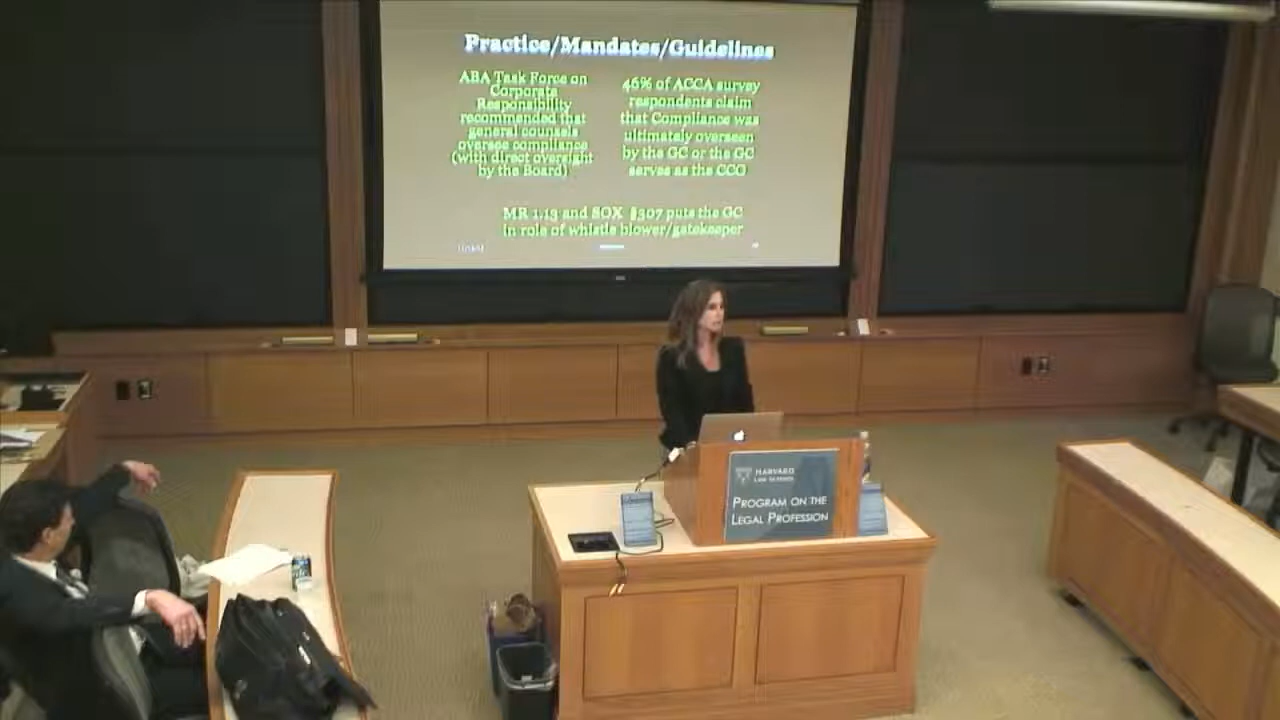 Practice/Mandates/Guidelines
ABA Task Force on
Corporate
Responsibility
recommended that
general counsels
oversee compliance
(with direct oversight
by the Board)
46% of ACCA survey
respondents claim
that Compliance was
ultimately overseen
by the GC or the GC
serves as the CCO
MR 1.13 and SOX §307 puts the GC
in role of whistle blower/gatekeeper
HARVARD
LAW SCHOOL
PROGRAM ON THE
LEGAL PROFESSION